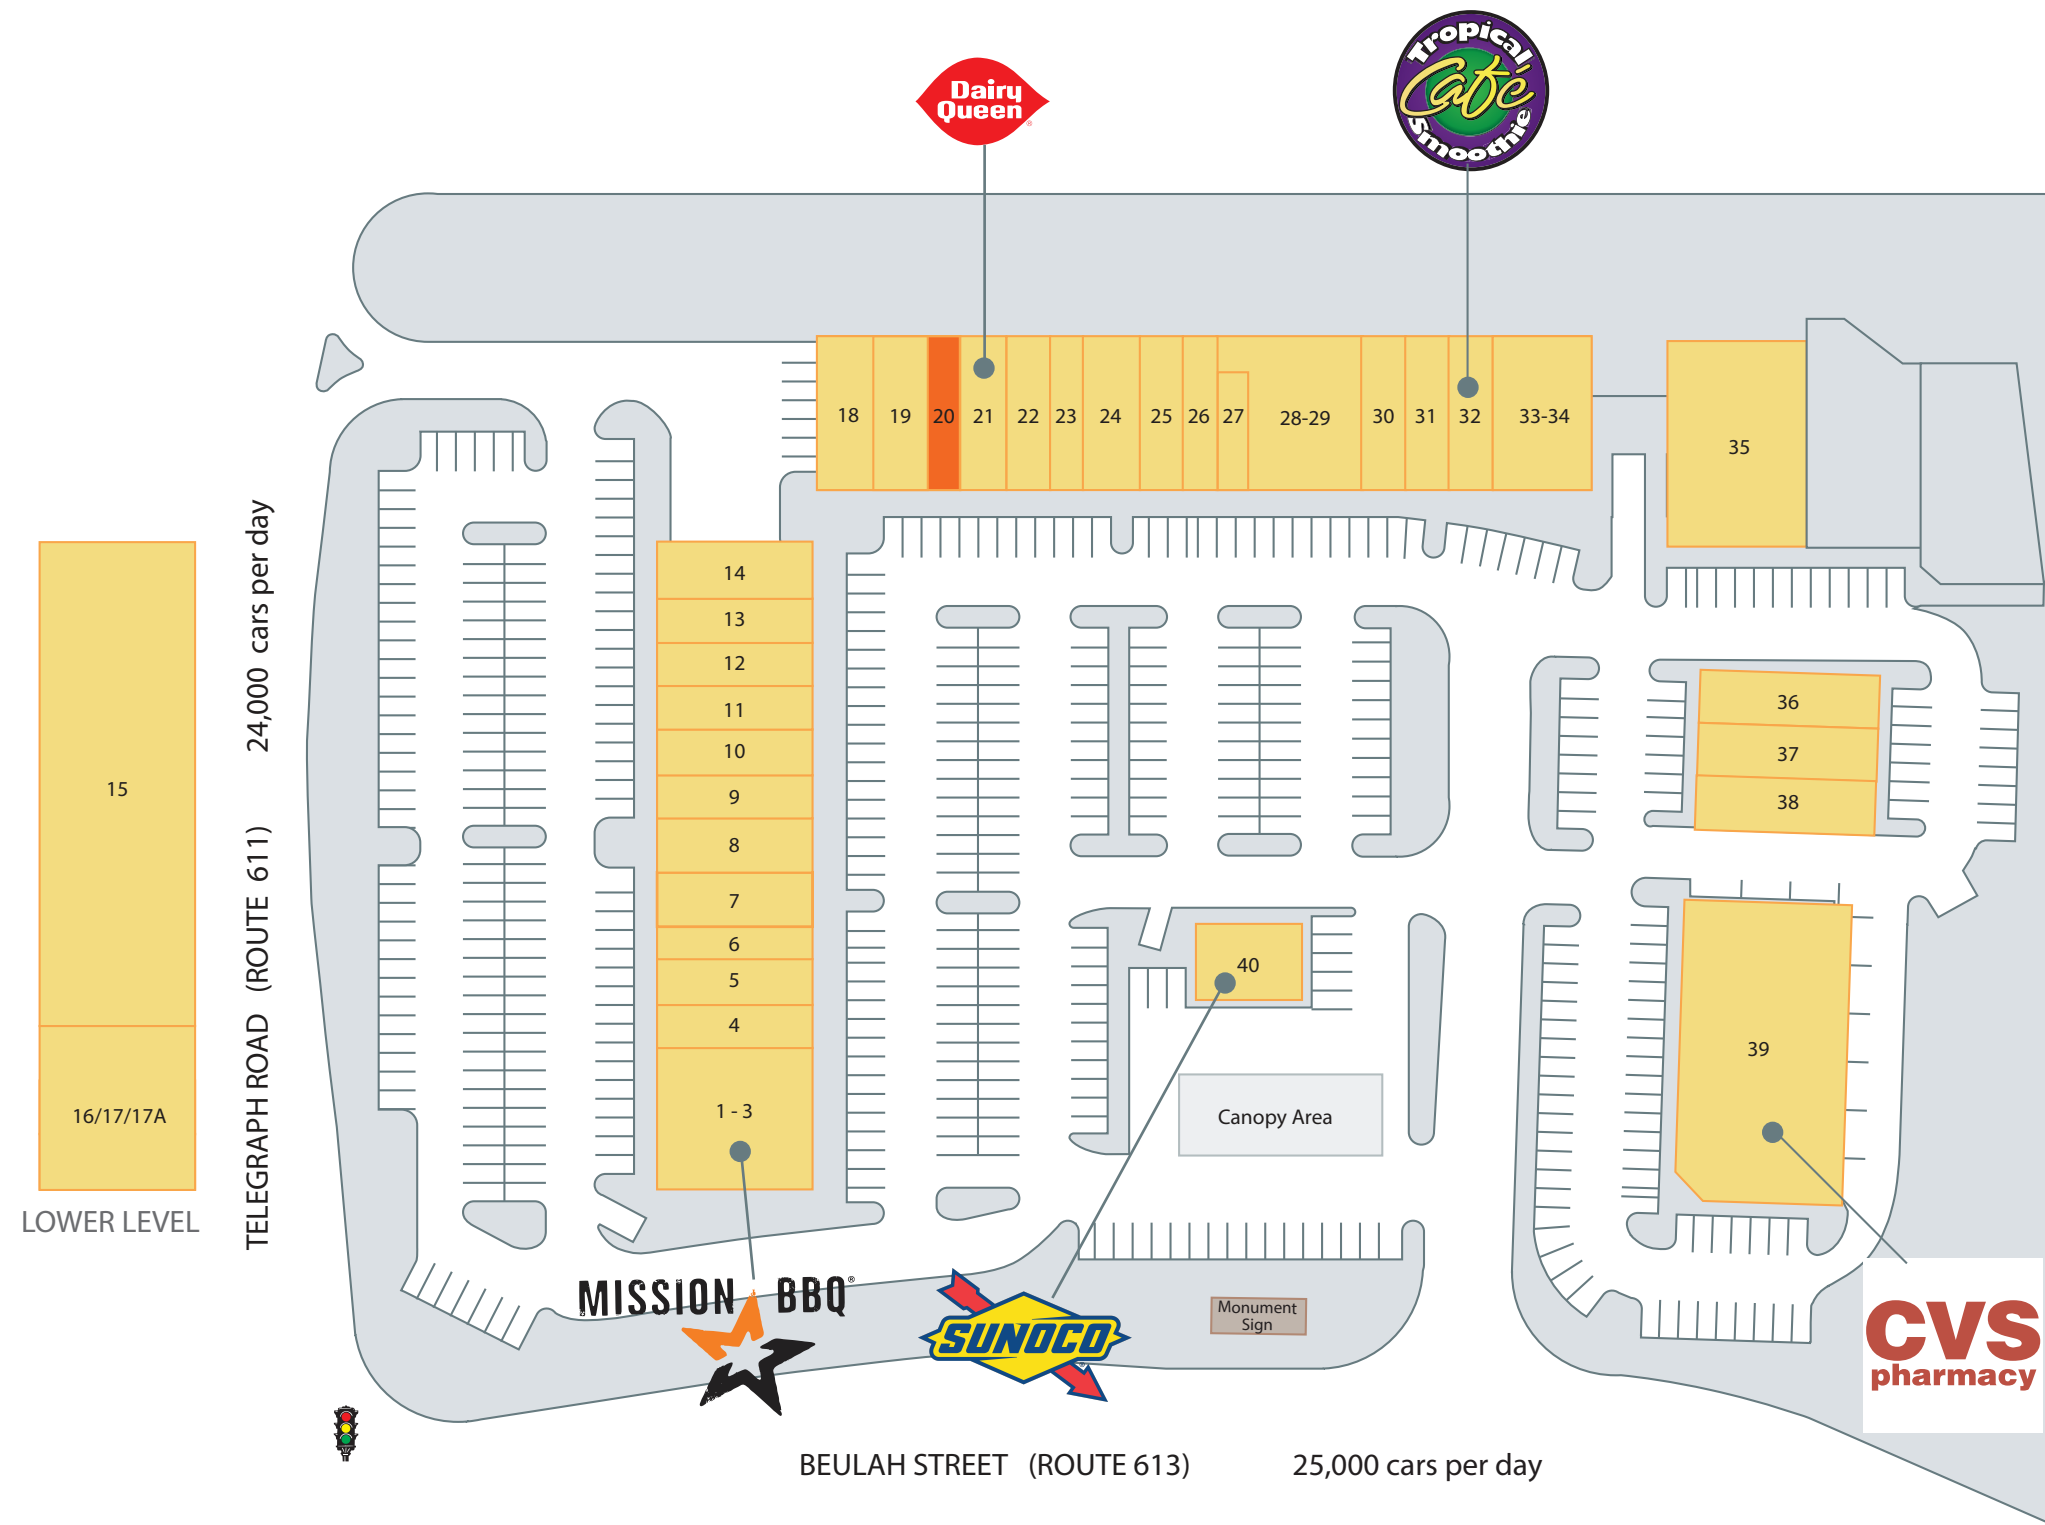 Dairy
Queen
Tropical
Café
smoothie
18
19
20
21
22
23
24
25
26
27
28-29
30
31
32
33-34
35
14
13
12
11
10
9
8
7
6
5
4
1 - 3
15
16/17/17A
LOWER LEVEL
TELEGRAPH ROAD (ROUTE 611) 24,000 cars per day
36
37
38
39
40
Canopy Area
Monument
Sign
MISSION BBQ®
SUNOCO
CVS
pharmacy
BEULAH STREET (ROUTE 613) 25,000 cars per day